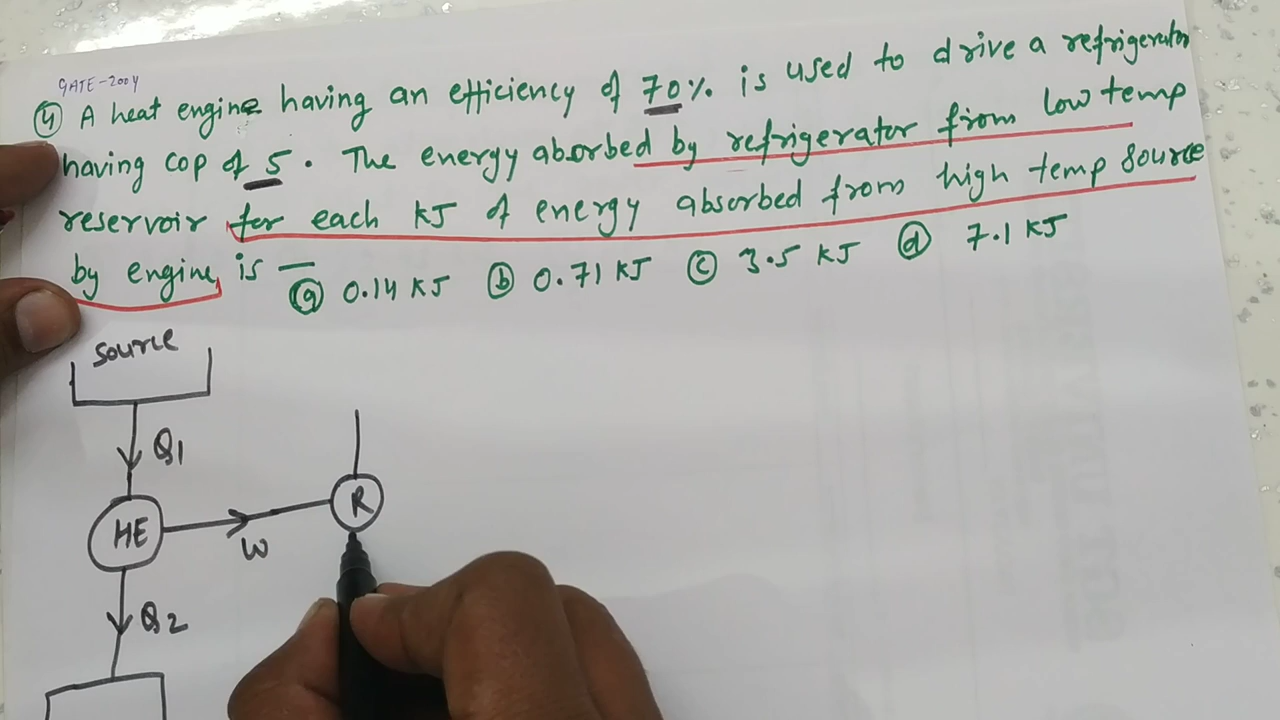 GATE-2004
④ A heat engine having an efficiency of 70% is used to drive a refrigerator
having cop of 5. The energy aborbed by refrigerator from low temp
reservoir for each kJ of energy absorbed from high temp source
by engine is —
ⓐ 0.14 KJ ⓑ 0.71 KJ ⓒ 3.5 KJ ⓓ 7.1 KJ
source
Q1
HE
W
R
Q2